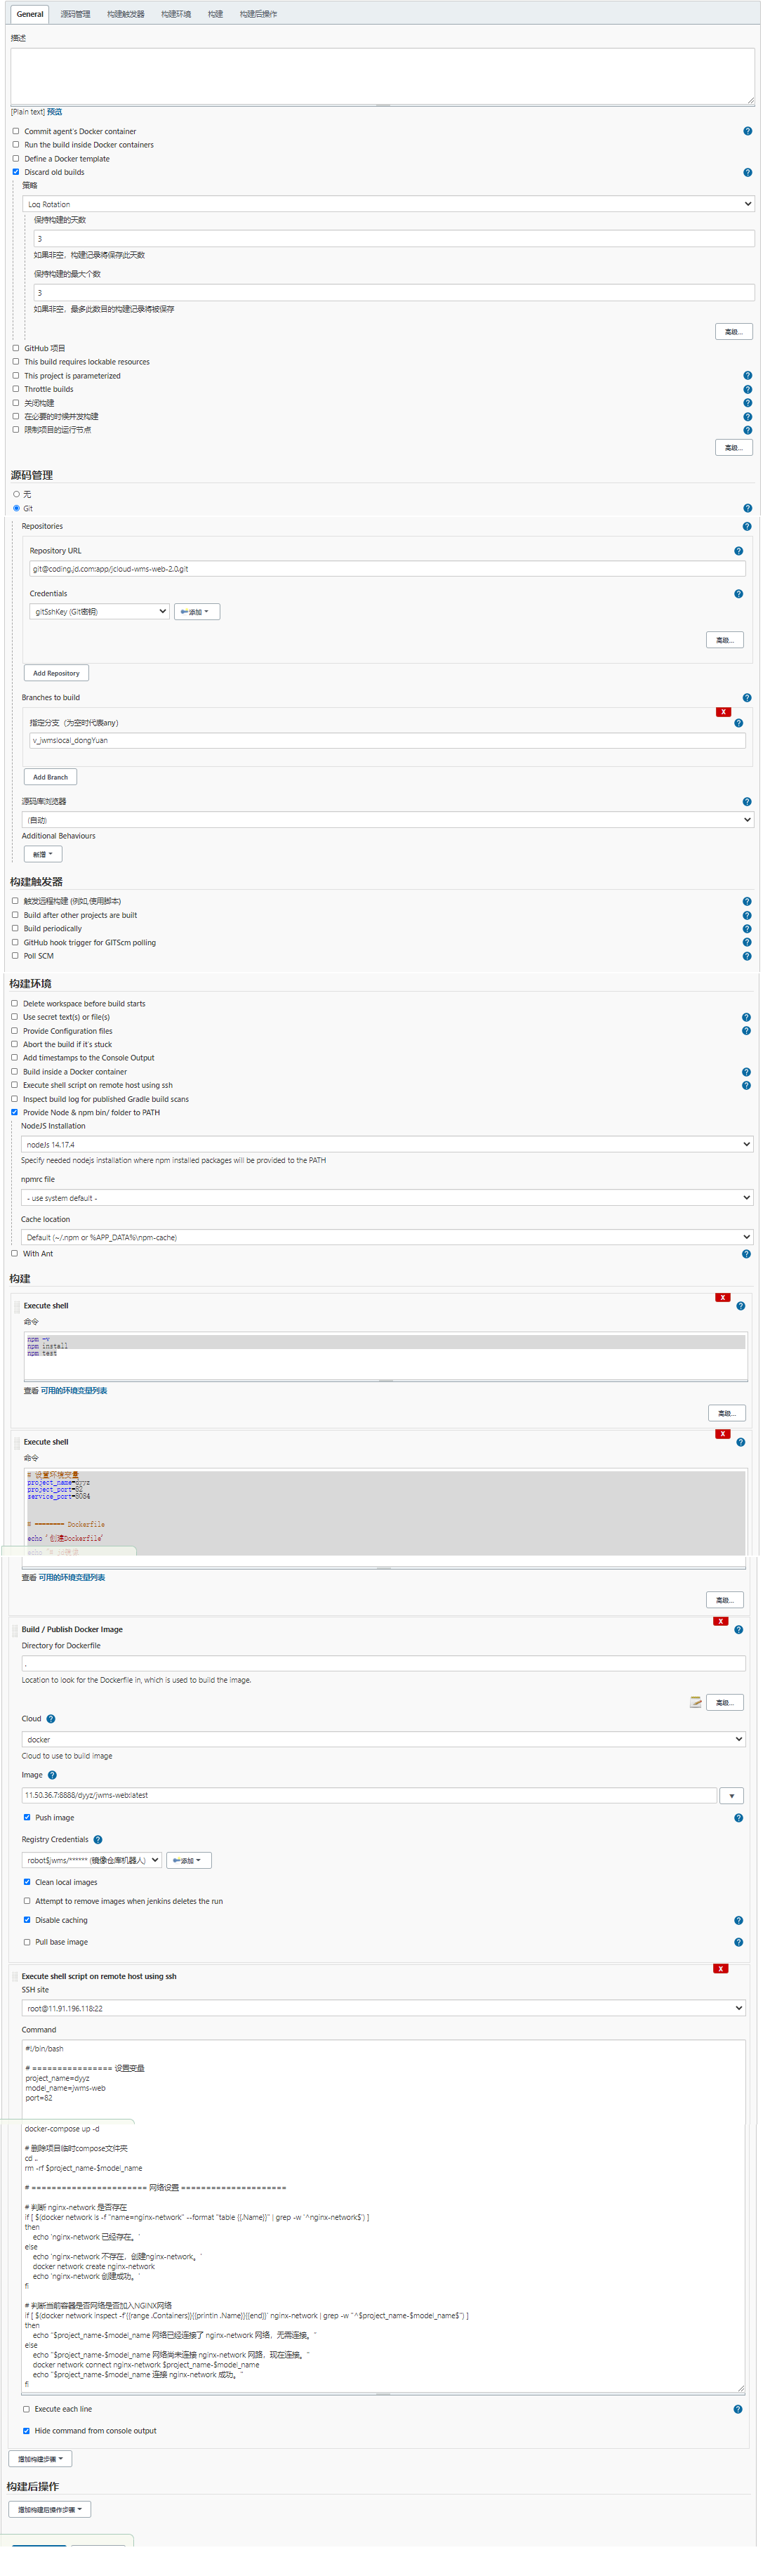 General 源码管理 构建触发器 构建环境 构建 构建后操作
描述
[Plain text] 预览
Commit agent's Docker container
Run the build inside Docker containers
Define a Docker template
Discard old builds
策略
Log Rotation
保持构建的天数
3
如果非空，构建记录将保存此天数
保持构建的最大个数
3
如果非空，最多此数目的构建记录将被保存
高级...
GitHub 项目
This build requires lockable resources
This project is parameterized
Throttle builds
关闭构建
在必要的时候并发构建
限制项目的运行节点
高级...
源码管理
无
Git
Repositories
Repository URL
git@coding.jd.com:app/jcloud-wms-web-2.0.git
Credentials
gitSshKey (Git密钥) 添加
高级...
Add Repository
Branches to build
X
指定分支（为空时代表any）
v_jwmslocal_dongYuan
Add Branch
源码库浏览器
(自动)
Additional Behaviours
新增
构建触发器
触发远程构建 (例如,使用脚本)
Build after other projects are built
Build periodically
GitHub hook trigger for GITScm polling
Poll SCM
构建环境
Delete workspace before build starts
Use secret text(s) or file(s)
Provide Configuration files
Abort the build if it's stuck
Add timestamps to the Console Output
Build inside a Docker container
Execute shell script on remote host using ssh
Inspect build log for published Gradle build scans
Provide Node & npm bin/ folder to PATH
NodeJS Installation
nodeJs 14.17.4
Specify needed nodejs installation where npm installed packages will be provided to the PATH
npmrc file
- use system default -
Cache location
Default (~/.npm or %APP_DATA%\npm-cache)
With Ant
构建
X
Execute shell
命令
npm -v
npm install
npm test
查看 可用的环境变量列表
高级...
X
Execute shell
命令
# 设置环境变量
project_name=dyyz
project_port=82
service_port=8084
# ======== Dockerfile
echo "创建Dockerfile"
查看 可用的环境变量列表
高级...
X
Build / Publish Docker Image
Directory for Dockerfile
.
Location to look for the Dockerfile in, which is used to build the image.
高级...
Cloud
docker
Cloud to use to build image
Image
11.50.36.7:8888/dyyz/jwms-web:latest
Push image
Registry Credentials
robot$jwms/****** (镜像仓库机器人) 添加
Clean local images
Attempt to remove images when jenkins deletes the run
Disable caching
Pull base image
X
Execute shell script on remote host using ssh
SSH site
root@11.91.196.118:22
Command
#!/bin/bash
# ================ 设置变量
project_name=dyyz
model_name=jwms-web
port=82
docker-compose up -d
# 删除项目临时compose文件夹
cd ..
rm -rf $project_name-$model_name
# ======================= 网络设置 =====================
# 判断 nginx-network 是否存在
if [ $(docker network ls -f "name=nginx-network" --format "table {{.Name}}" | grep -w '^nginx-network$') ]
then
echo 'nginx-network 已经存在。'
else
echo 'nginx-network 不存在，创建nginx-network。'
docker network create nginx-network
echo 'nginx-network 创建成功。'
fi
# 判断当前容器是否网络是否加入NGINX网络
if [ $(docker network inspect -f'{{range .Containers}}{{println .Name}}{{end}}' nginx-network | grep -w "^$project_name-$model_name$") ]
then
echo "$project_name-$model_name 网络已经连接了 nginx-network 网络，无需连接。"
else
echo "$project_name-$model_name 网络尚未连接 nginx-network 网路，现在连接。"
docker network connect nginx-network $project_name-$model_name
echo "$project_name-$model_name 连接 nginx-network 成功。"
fi
Execute each line
Hide command from console output
增加构建步骤
构建后操作
增加构建后操作步骤